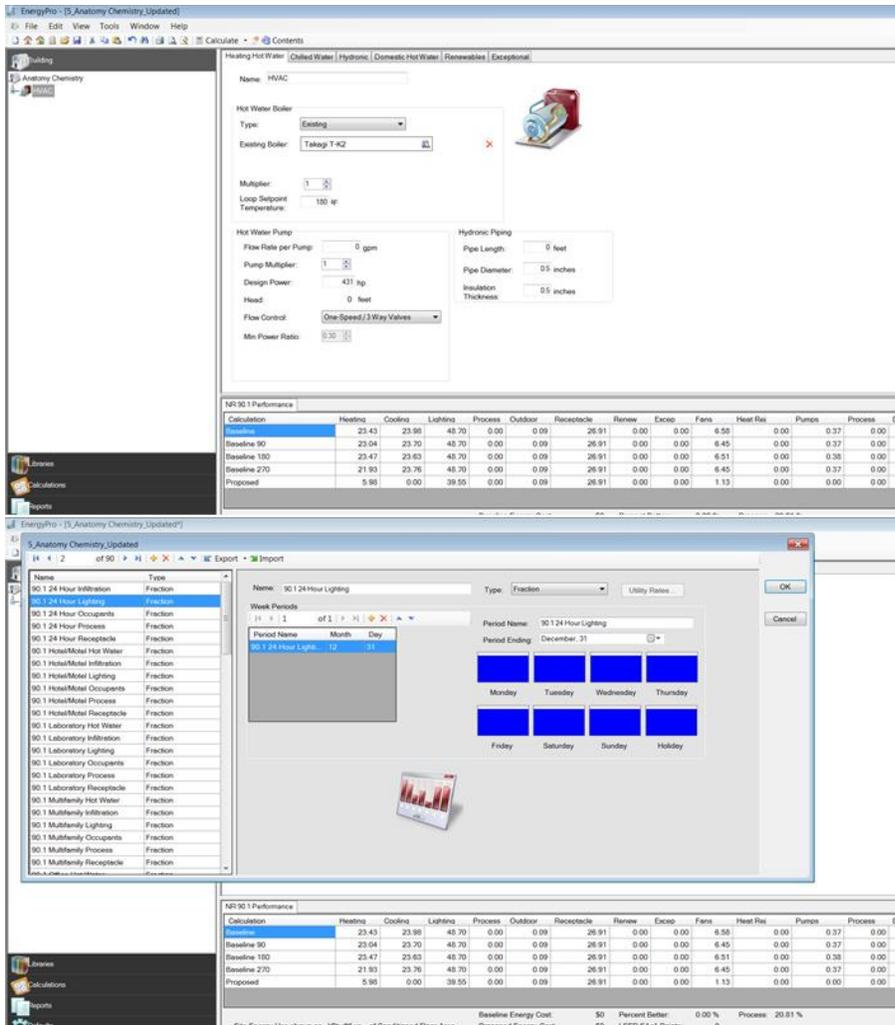 EnergyPro - [5_Anatomy Chemistry_Updated]
File Edit View Tools Window Help
Calculate Contents
Building
Anatomy Chemistry
HVAC
Heating Hot Water Chilled Water Hydronic Domestic Hot Water Renewables Exceptional
Name: HVAC
Hot Water Boiler
Type: Existing
Existing Boiler: Takagi T-K2
Multiplier: 1
Loop Setpoint Temperature: 180 °F
Hot Water Pump
Flow Rate per Pump: 0 gpm
Pump Multiplier: 1
Design Power: 431 hp
Head: 0 feet
Flow Control: One-Speed / 3 Way Valves
Min Power Ratio: 0.30
Hydronic Piping
Pipe Length: 0 feet
Pipe Diameter: 0.5 inches
Insulation Thickness: 0.5 inches
Libraries
Calculations
Reports
NR 90.1 Performance
Calculation Heating Cooling Lighting Process Outdoor Receptacle Renew Excep Fans Heat Rej Pumps Process
Baseline 23.43 23.98 48.70 0.00 0.09 26.91 0.00 0.00 6.58 0.00 0.37 0.00
Baseline 90 23.04 23.70 48.70 0.00 0.09 26.91 0.00 0.00 6.45 0.00 0.37 0.00
Baseline 180 23.47 23.63 48.70 0.00 0.09 26.91 0.00 0.00 6.51 0.00 0.38 0.00
Baseline 270 21.93 23.76 48.70 0.00 0.09 26.91 0.00 0.00 6.45 0.00 0.37 0.00
Proposed 5.98 0.00 39.55 0.00 0.09 26.91 0.00 0.00 1.13 0.00 0.00 0.00
EnergyPro - [5_Anatomy Chemistry_Updated*]
5_Anatomy Chemistry_Updated
2 of 90 Export Import
Name Type
90.1 24 Hour Infiltration Fraction
90.1 24 Hour Lighting Fraction
90.1 24 Hour Occupants Fraction
90.1 24 Hour Process Fraction
90.1 24 Hour Receptacle Fraction
90.1 Hotel/Motel Hot Water Fraction
90.1 Hotel/Motel Infiltration Fraction
90.1 Hotel/Motel Lighting Fraction
90.1 Hotel/Motel Occupants Fraction
90.1 Hotel/Motel Process Fraction
90.1 Hotel/Motel Receptacle Fraction
90.1 Laboratory Hot Water Fraction
90.1 Laboratory Infiltration Fraction
90.1 Laboratory Lighting Fraction
90.1 Laboratory Occupants Fraction
90.1 Laboratory Process Fraction
90.1 Laboratory Receptacle Fraction
90.1 Multifamily Hot Water Fraction
90.1 Multifamily Infiltration Fraction
90.1 Multifamily Lighting Fraction
90.1 Multifamily Occupants Fraction
90.1 Multifamily Process Fraction
90.1 Multifamily Receptacle Fraction
Name: 90.1 24 Hour Lighting
Type: Fraction
Utility Rates...
OK
Cancel
Week Periods
1 of 1
Period Name Month Day
90.1 24 Hour Lighti... 12 31
Period Name: 90.1 24 Hour Lighting
Period Ending: December, 31
Monday Tuesday Wednesday Thursday
Friday Saturday Sunday Holiday
NR 90.1 Performance
Calculation Heating Cooling Lighting Process Outdoor Receptacle Renew Excep Fans Heat Rej Pumps Process
Baseline 23.43 23.98 48.70 0.00 0.09 26.91 0.00 0.00 6.58 0.00 0.37 0.00
Baseline 90 23.04 23.70 48.70 0.00 0.09 26.91 0.00 0.00 6.45 0.00 0.37 0.00
Baseline 180 23.47 23.63 48.70 0.00 0.09 26.91 0.00 0.00 6.51 0.00 0.38 0.00
Baseline 270 21.93 23.76 48.70 0.00 0.09 26.91 0.00 0.00 6.45 0.00 0.37 0.00
Proposed 5.98 0.00 39.55 0.00 0.09 26.91 0.00 0.00 1.13 0.00 0.00 0.00
Libraries
Calculations
Reports
Baseline Energy Cost: $0 Percent Better: 0.00 % Process: 20.81 %